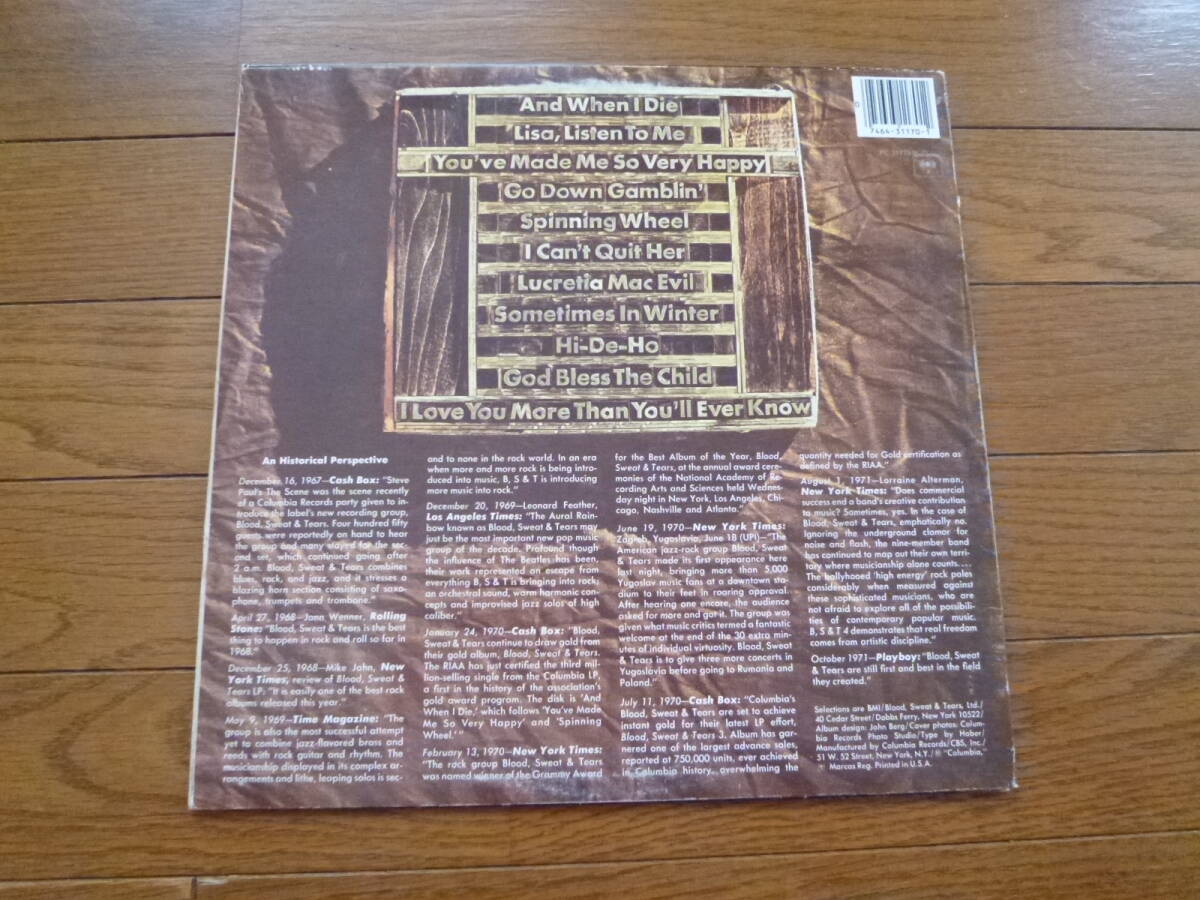 And When I Die
Lisa, Listen To Me
You've Made Me So Very Happy
Go Down Gamblin'
Spinning Wheel
I Can't Quit Her
Lucretia Mac Evil
Sometimes In Winter
Hi-De-Ho
God Bless The Child
I Love You More Than You'll Ever Know
0
7464-31170-1
An Historical Perspective
December 16, 1967—Cash Box: "Steve
Paul's The Scene was the scene recently
of a Columbia Records party given to in-
troduce the label's new recording group,
Blood, Sweat & Tears. Four hundred fifty
guests were reportedly on hand to hear
the group and many stayed for the sec-
ond set, which continued going after
2 a.m. Blood, Sweat & Tears combines
blues, rock, and jazz, and it stresses a
blazing horn section consisting of saxo-
phone, trumpets and trombone."
April 27, 1968—Jann Wenner, Rolling
Stone: "Blood, Sweat & Tears is the best
thing to happen in rock and roll so far in
1968."
December 25, 1968—Mike Jahn, New
York Times, review of Blood, Sweat &
Tears LP: "It is easily one of the best rock
albums released this year."
May 9, 1969—Time Magazine: "The
group is also the most successful attempt
yet to combine jazz-flavored brass and
reeds with rock guitar and rhythm. The
musicianship displayed in its complex ar-
rangements and lithe, leaping solos is sec-
and to none in the rock world. In an era
when more and more rock is being intro-
duced into music, B, S & T is introducing
more music into rock."
December 20, 1969—Leonard Feather,
Los Angeles Times: "The Aural Rain-
bow known as Blood, Sweat & Tears may
just be the most important new pop music
group of the decade. Profound though
the influence of The Beatles has been,
their work represented an escape from
everything B, S & T is bringing into rock;
an orchestral sound, warm harmonic con-
cepts and improvised jazz solos of high
caliber."
January 24, 1970—Cash Box: "Blood,
Sweat & Tears continue to draw gold from
their gold album, Blood, Sweat & Tears.
The RIAA has just certified the third mil-
lion-selling single from the Columbia LP,
a first in the history of the association's
gold award program. The disk is 'And
When I Die,' which follows 'You've Made
Me So Very Happy' and 'Spinning
Wheel.' "
February 13, 1970—New York Times:
"The rock group Blood, Sweat & Tears
was named winner of the Grammy Award
for the Best Album of the Year, Blood,
Sweat & Tears, at the annual award cere-
monies of the National Academy of Re-
cording Arts and Sciences held Wednes-
day night in New York, Los Angeles, Chi-
cago, Nashville and Atlanta."
June 19, 1970—New York Times:
Zagreb, Yugoslavia, June 18 (UPI)—"The
American jazz-rock group Blood, Sweat
& Tears made its first appearance here
last night, bringing more than 5,000
Yugoslav music fans at a downtown sta-
dium to their feet in roaring approval.
After hearing one encore, the audience
asked for more and got it. The group was
given what music critics termed a fantastic
welcome at the end of the 30 extra min-
utes of individual virtuosity. Blood, Sweat
& Tears is to give three more concerts in
Yugoslavia before going to Rumania and
Poland."
July 11, 1970—Cash Box: "Columbia's
Blood, Sweat & Tears are set to achieve
instant gold for their latest LP effort,
Blood, Sweat & Tears 3. Album has gar-
nered one of the largest advance sales,
reported at 750,000 units, ever achieved
in Columbia history, overwhelming the
quantity needed for Gold certification as
defined by the RIAA."
August 1, 1971—Lorraine Alterman,
New York Times: "Does commercial
success end a band's creative contribution
to music? Sometimes, yes. In the case of
Blood, Sweat & Tears, emphatically no.
Ignoring the underground clamor for
noise and flash, the nine-member band
has continued to map out their own terri-
tory where musicianship alone counts....
The ballyhooed 'high energy' rock pales
considerably when measured against
these sophisticated musicians, who are
not afraid to explore all of the possibili-
ties of contemporary popular music.
B, S & T 4 demonstrates that real freedom
comes from artistic discipline."
October 1971—Playboy: "Blood, Sweat
& Tears are still first and best in the field
they created."
Selections are BMI/Blood, Sweat & Tears, Ltd./
40 Cedar Street/Dobbs Ferry, New York 10522/
Album design: John Berg/Cover photos: Colum-
bia Records Photo Studio/Type by Haber/
Manufactured by Columbia Records/CBS, Inc./
51 W. 52 Street, New York, N.Y./® "Columbia,"
Marcas Reg. Printed in U.S.A.